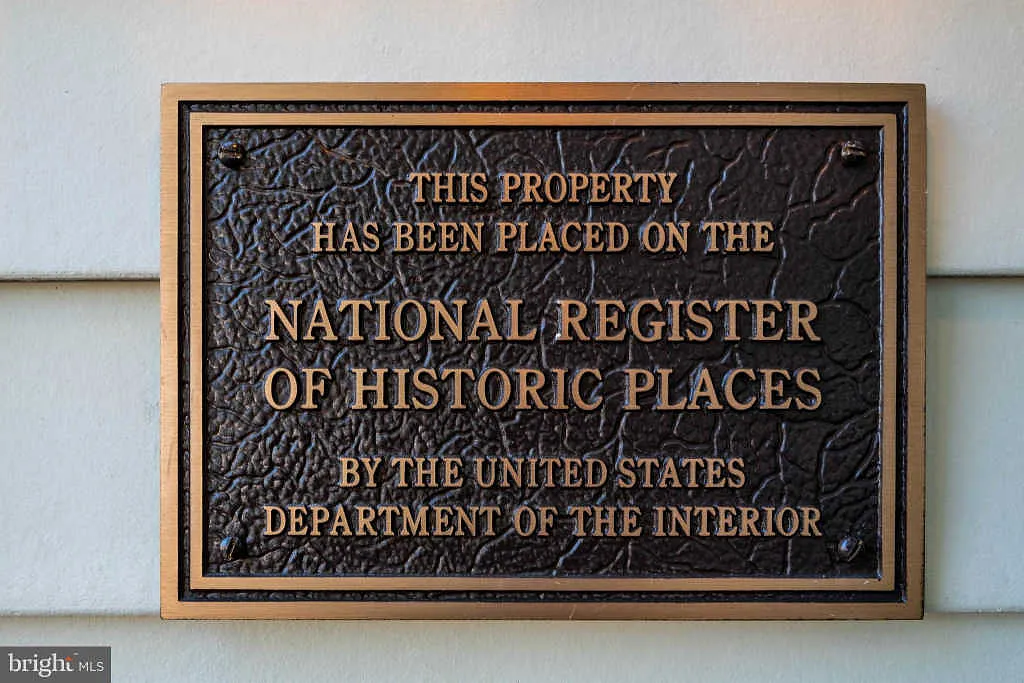 THIS PROPERTY
HAS BEEN PLACED ON THE
NATIONAL REGISTER
OF HISTORIC PLACES
BY THE UNITED STATES
DEPARTMENT OF THE INTERIOR
bright MLS